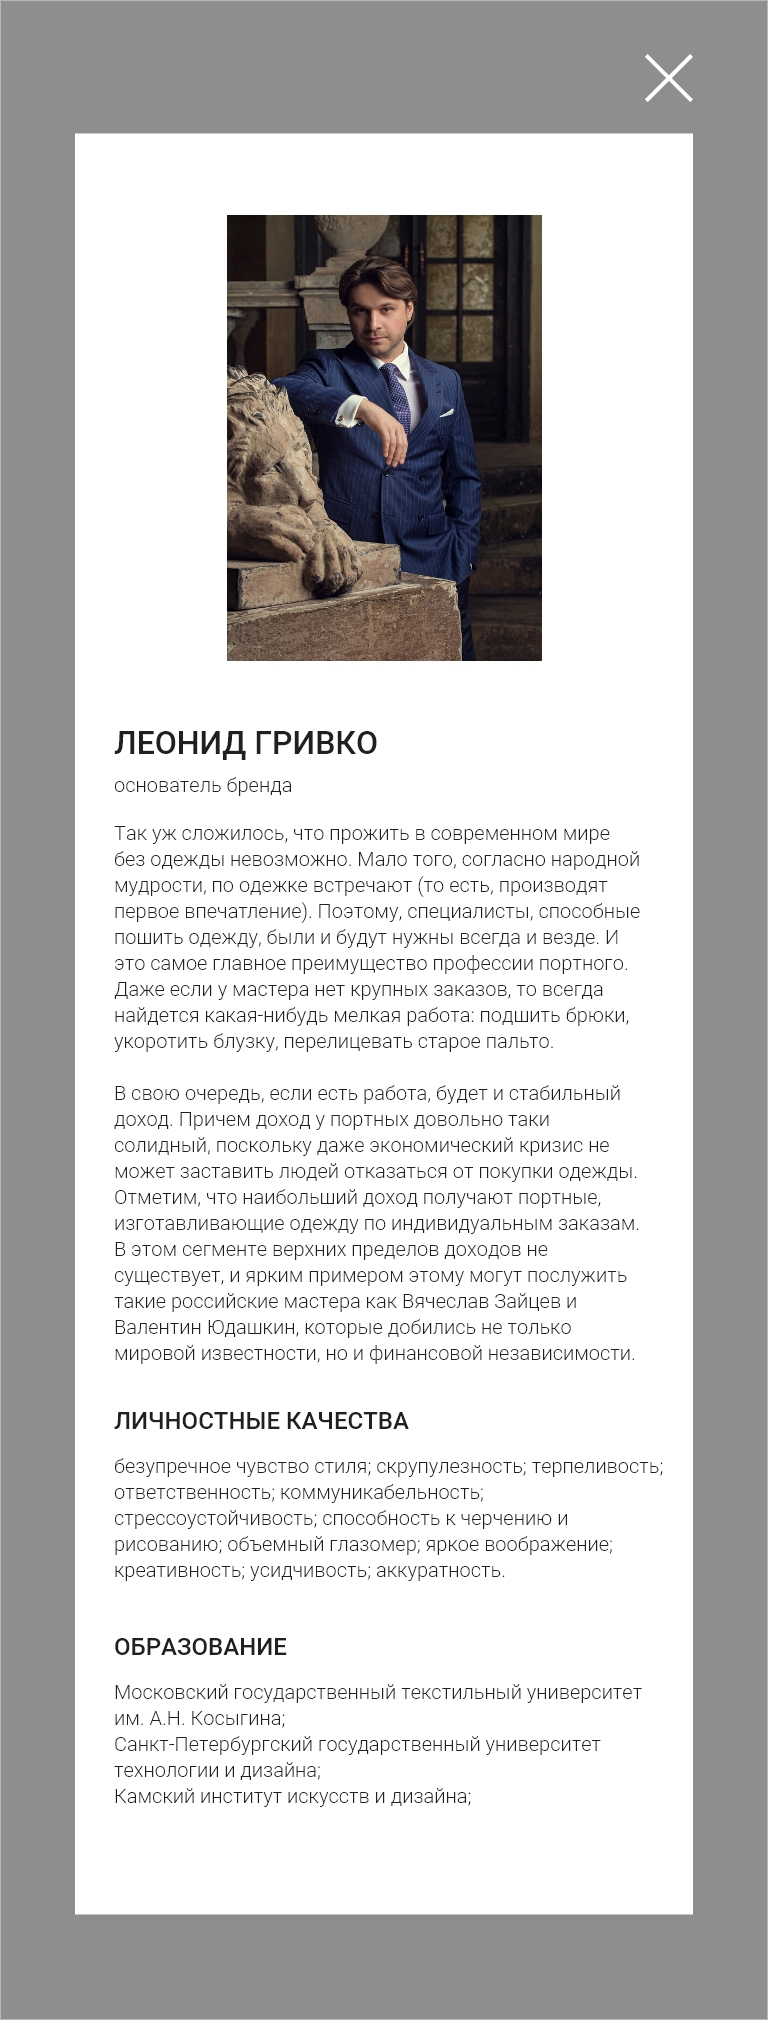 ЛЕОНИД ГРИВКО
основатель бренда
Так уж сложилось, что прожить в современном мире
без одежды невозможно. Мало того, согласно народной
мудрости, по одежке встречают (то есть, производят
первое впечатление). Поэтому, специалисты, способные
пошить одежду, были и будут нужны всегда и везде. И
это самое главное преимущество профессии портного.
Даже если у мастера нет крупных заказов, то всегда
найдется какая-нибудь мелкая работа: подшить брюки,
укоротить блузку, перелицевать старое пальто.
В свою очередь, если есть работа, будет и стабильный
доход. Причем доход у портных довольно таки
солидный, поскольку даже экономический кризис не
может заставить людей отказаться от покупки одежды.
Отметим, что наибольший доход получают портные,
изготавливающие одежду по индивидуальным заказам.
В этом сегменте верхних пределов доходов не
существует, и ярким примером этому могут послужить
такие российские мастера как Вячеслав Зайцев и
Валентин Юдашкин, которые добились не только
мировой известности, но и финансовой независимости.
ЛИЧНОСТНЫЕ КАЧЕСТВА
безупречное чувство стиля; скрупулезность; терпеливость;
ответственность; коммуникабельность;
стрессоустойчивость; способность к черчению и
рисованию; объемный глазомер; яркое воображение;
креативность; усидчивость; аккуратность.
ОБРАЗОВАНИЕ
Московский государственный текстильный университет
им. А.Н. Косыгина;
Санкт-Петербургский государственный университет
технологии и дизайна;
Камский институт искусств и дизайна;